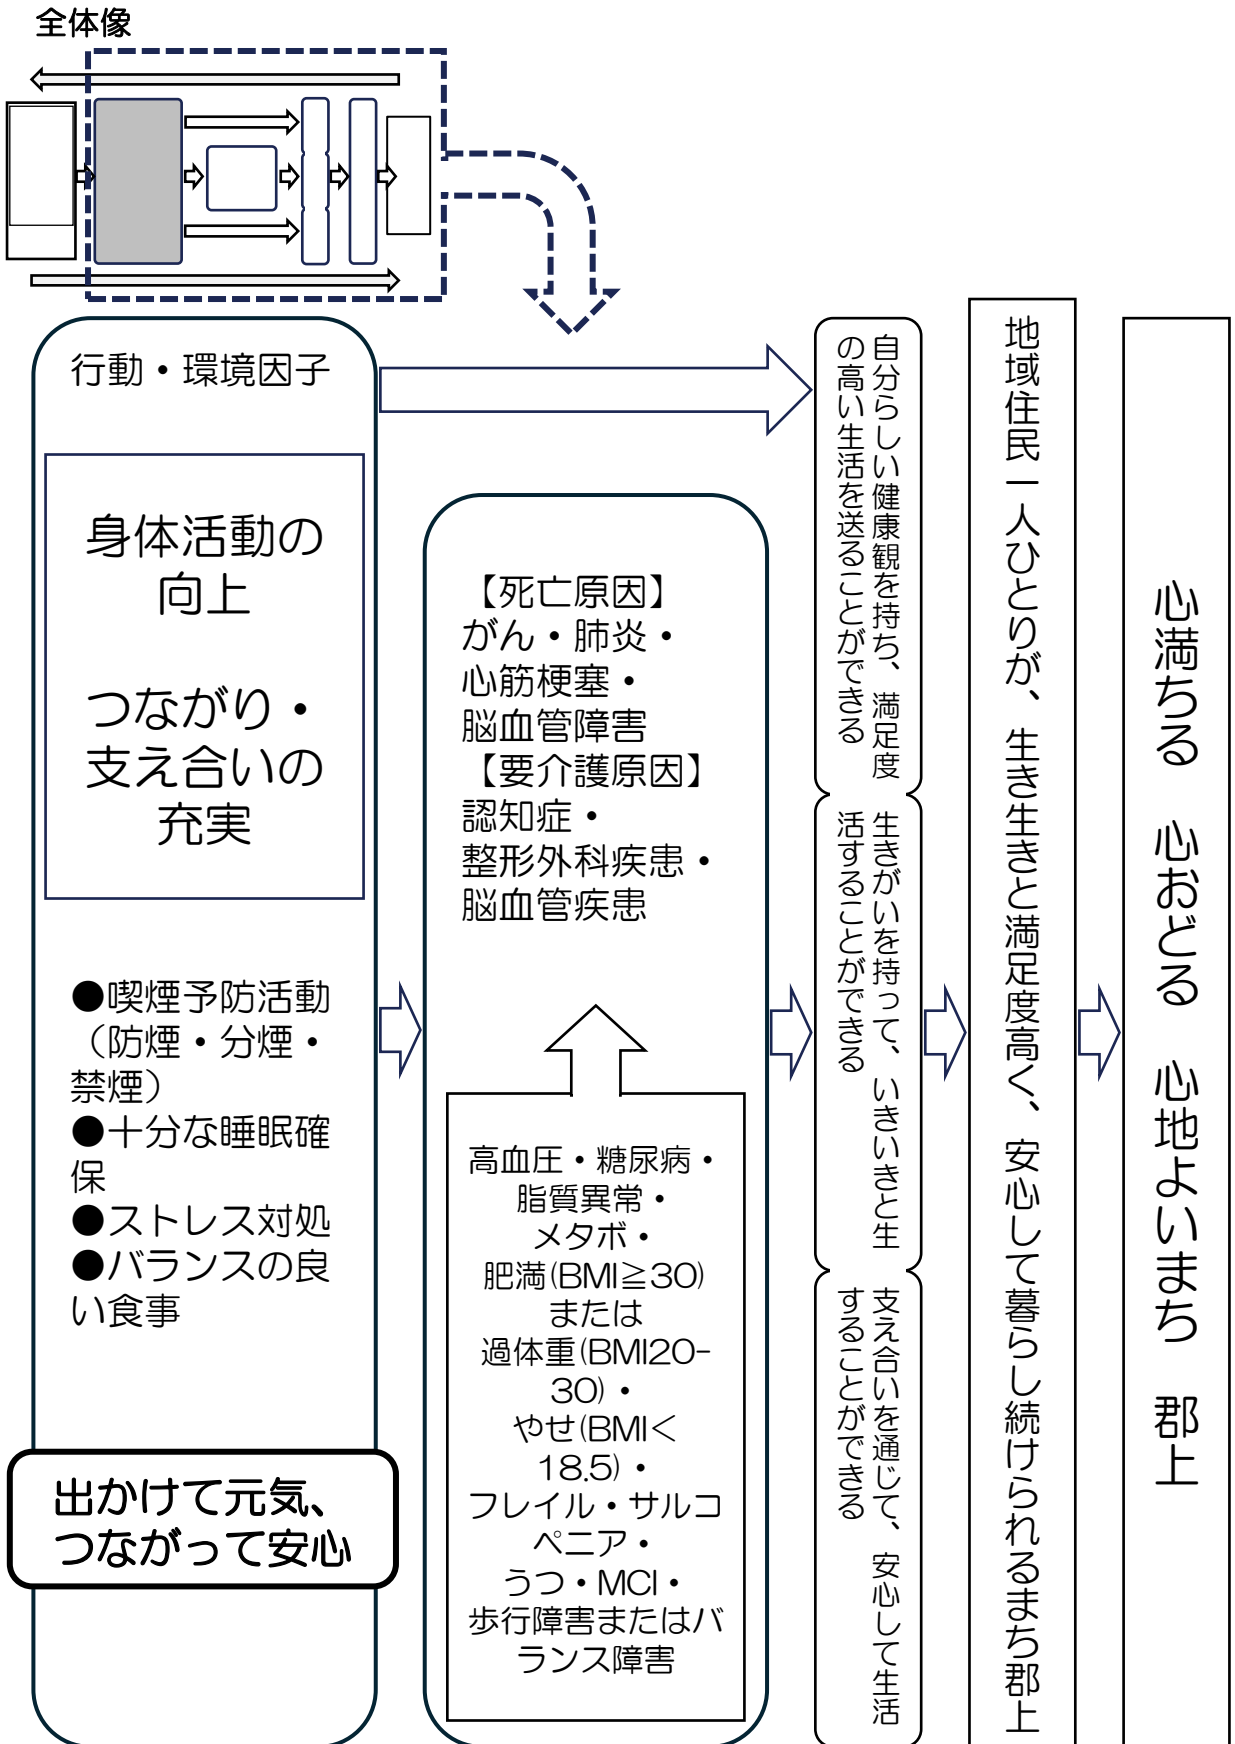 全体像
行動・環境因子
身体活動の
向上
つながり・
支え合いの
充実
●喫煙予防活動
（防煙・分煙・
禁煙）
●十分な睡眠確
保
●ストレス対処
●バランスの良
い食事
出かけて元気、
つながって安心
【死亡原因】
がん・肺炎・
心筋梗塞・
脳血管障害
【要介護原因】
認知症・
整形外科疾患・
脳血管疾患
高血圧・糖尿病・
脂質異常・
メタボ・
肥満(BMI≧30)
または
過体重(BMI20-
30)・
やせ(BMI＜
18.5)・
フレイル・サルコ
ペニア・
うつ・MCI・
歩行障害またはバ
ランス障害
自分らしい健康観を持ち、満足度
の高い生活を送ることができる
生きがいを持って、いきいきと生
活することができる
支え合いを通じて、安心して生活
することができる
地域住民一人ひとりが、生き生きと満足度高く、安心して暮らし続けられるまち郡上
心満ちる　心おどる　心地よいまち　郡上